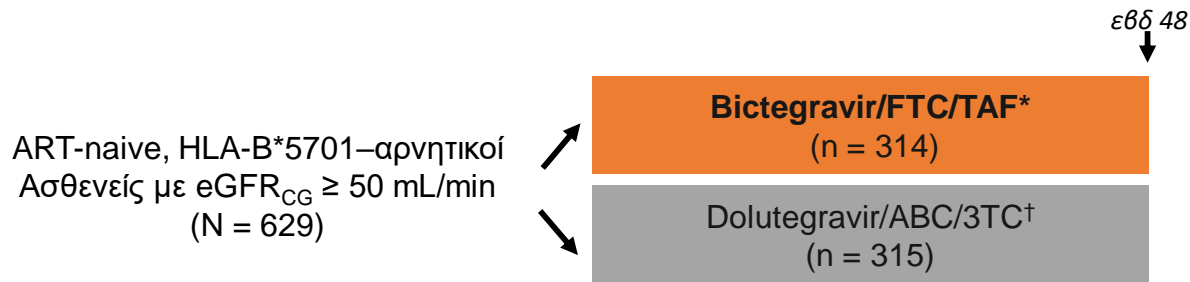 εβδ 48
Bictegravir/FTC/TAF*
(n = 314)
ART-naive, HLA-B*5701–αρνητικοί
Ασθενείς με eGFRCG ≥ 50 mL/min
(N = 629)
Dolutegravir/ABC/3TC†
(n = 315)